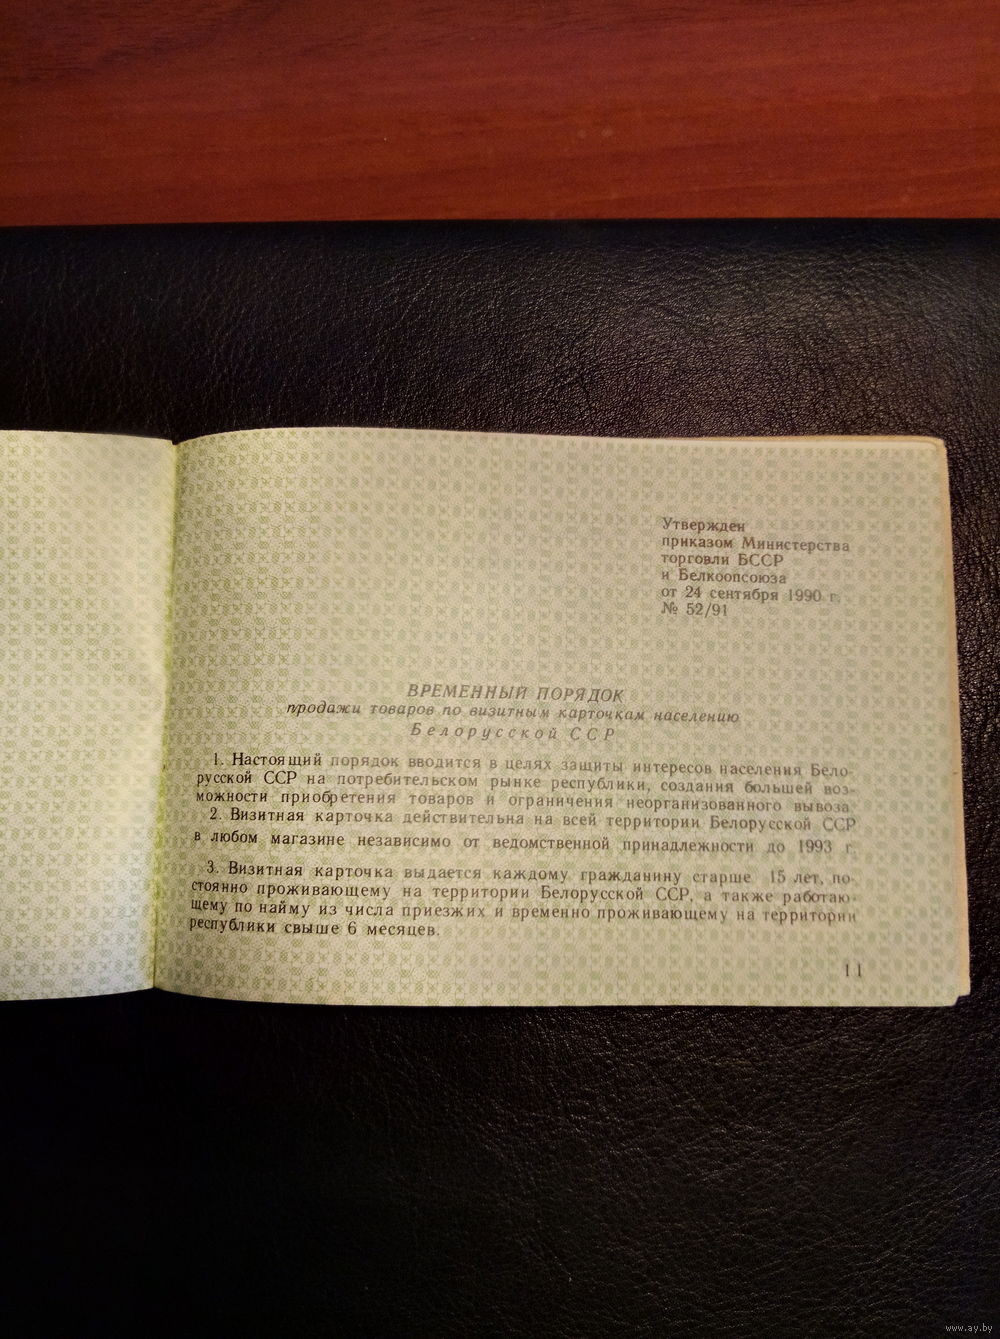 Утвержден
приказом Министерства
торговли БССР
и Белкоопсоюза
от 24 сентября 1990 г.
№ 52/91
ВРЕМЕННЫЙ ПОРЯДОК
продажи товаров по визитным карточкам населению
Белорусской ССР
1. Настоящий порядок вводится в целях защиты интересов населения Бело-
русской ССР на потребительском рынке республики, создания большей воз-
можности приобретения товаров и ограничения неорганизованного вывоза
2. Визитная карточка действительна на всей территории Белорусской ССР
в любом магазине независимо от ведомственной принадлежности до 1993 г.
3. Визитная карточка выдается каждому гражданину старше 15 лет, по-
стоянно проживающему на территории Белорусской ССР, а также работаю-
щему по найму из числа приезжих и временно проживающему на территории
республики свыше 6 месяцев.
11
www.ay.by